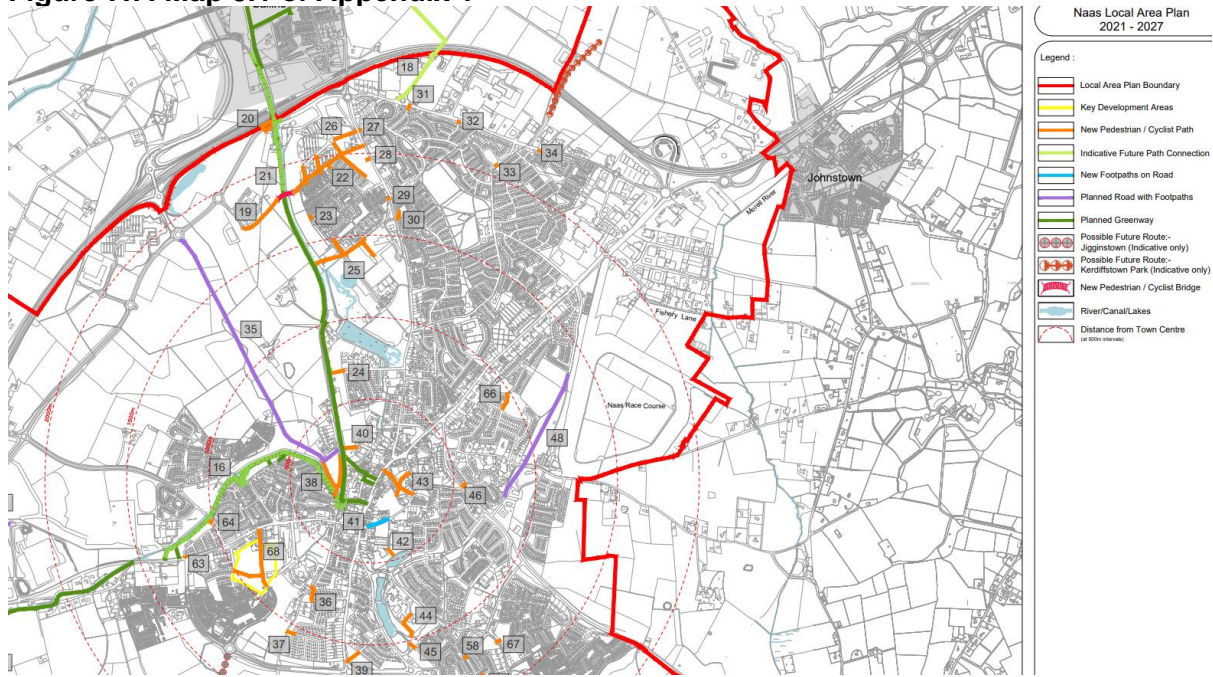 Naas Local Area Plan
2021 - 2027
Legend :
Local Area Plan Boundary
Key Development Areas
New Pedestrian / Cyclist Path
Indicative Future Path Connection
New Footpaths on Road
Planned Road with Footpaths
Planned Greenway
Possible Future Route:-
Jigginstown (Indicative only)
Possible Future Route:-
Kerdiffstown Park (Indicative only)
New Pedestrian / Cyclist Bridge
River/Canal/Lakes
Distance from Town Centre
(at 500m intervals)
18
31
20
26
27
32
28
34
21
22
33
Johnstown
29
19
23
30
Morell River
25
Fishery Lane
35
24
66
Naas Race Course
2000m
1500m
1000m
40
48
16
38
43
46
64
41
42
63
68
36
44
37
45
58
67
39